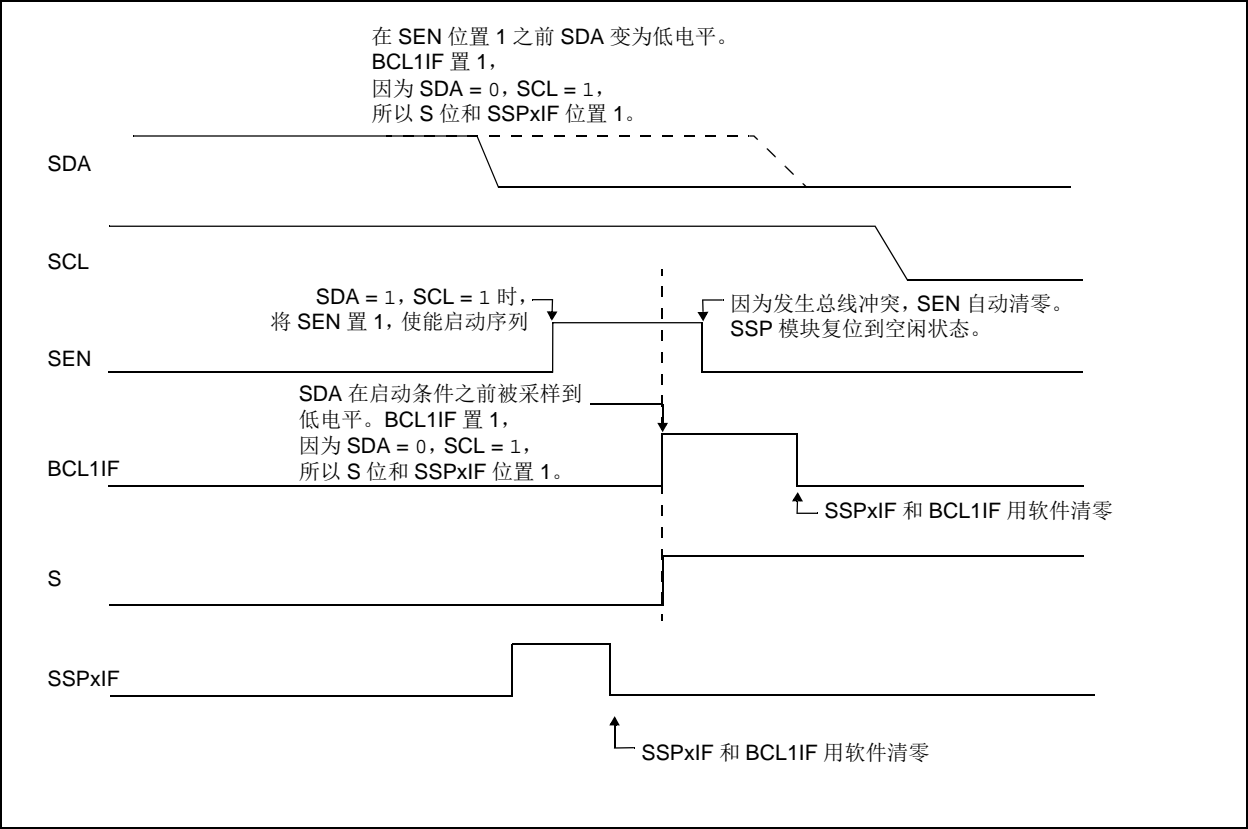 在 SEN 位置 1 之前 SDA 变为低电平。
BCL1IF 置 1，
因为 SDA = 0，SCL = 1，
所以 S 位和 SSPxIF 位置 1。
SDA
SCL
SDA = 1，SCL = 1 时，
将 SEN 置 1，使能启动序列
因为发生总线冲突，SEN 自动清零。
SSP 模块复位到空闲状态。
SEN
SDA 在启动条件之前被采样到
低电平。BCL1IF 置 1，
因为 SDA = 0，SCL = 1，
所以 S 位和 SSPxIF 位置 1。
BCL1IF
SSPxIF 和 BCL1IF 用软件清零
S
SSPxIF
SSPxIF 和 BCL1IF 用软件清零